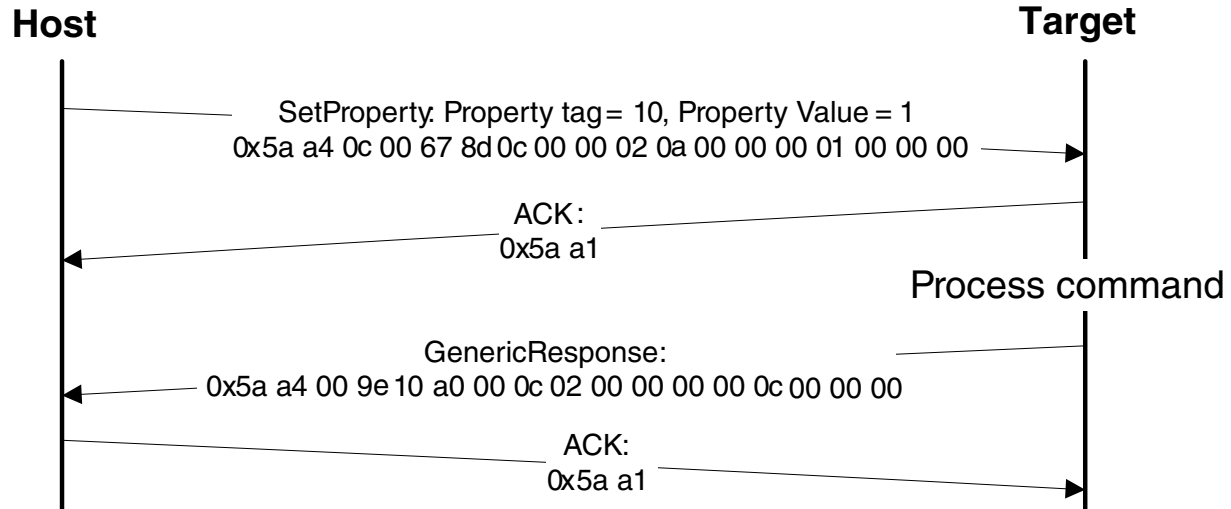 Host
Target
SetProperty: Property tag = 10, Property Value = 1
0x5a a4 0c 00 67 8d 0c 00 00 02 0a 00 00 00 01 00 00 00
ACK:
0x5a a1
Process command
GenericResponse:
0x5a a4 00 9e 10 a0 00 0c 02 00 00 00 00 0c 00 00 00
ACK:
0x5a a1